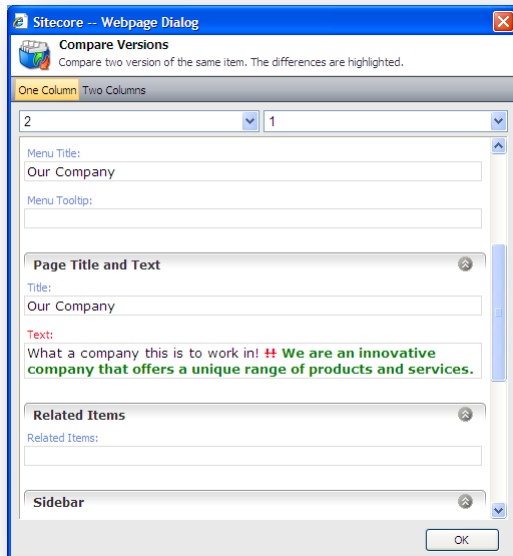 Sitecore -- Webpage Dialog
Compare Versions
Compare two version of the same item. The differences are highlighted.
One Column Two Columns
2 1
Menu Title:
Our Company
Menu Tooltip:
Page Title and Text
Title:
Our Company
Text:
What a company this is to work in! !! We are an innovative
company that offers a unique range of products and services.
Related Items
Related Items:
Sidebar
OK